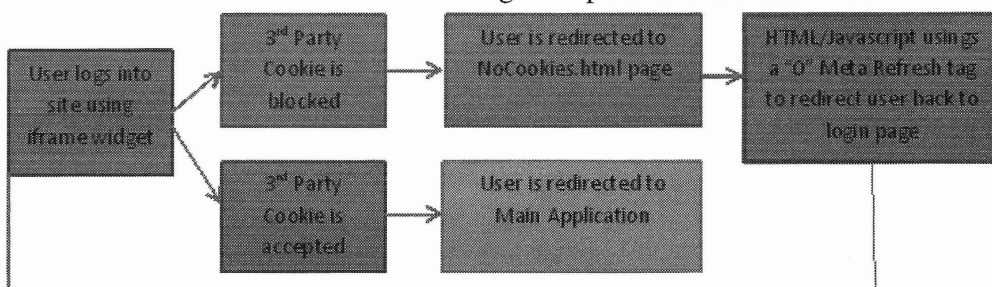 User logs into
site using
iframe widget
3rd Party
Cookie is
blocked
User is redirected to
NoCookies.html page
HTML/Javascript usings
a "0" Meta Refresh tag
to redirect user back to
login page
3rd Party
Cookie is
accepted
User is redirected to
Main Application